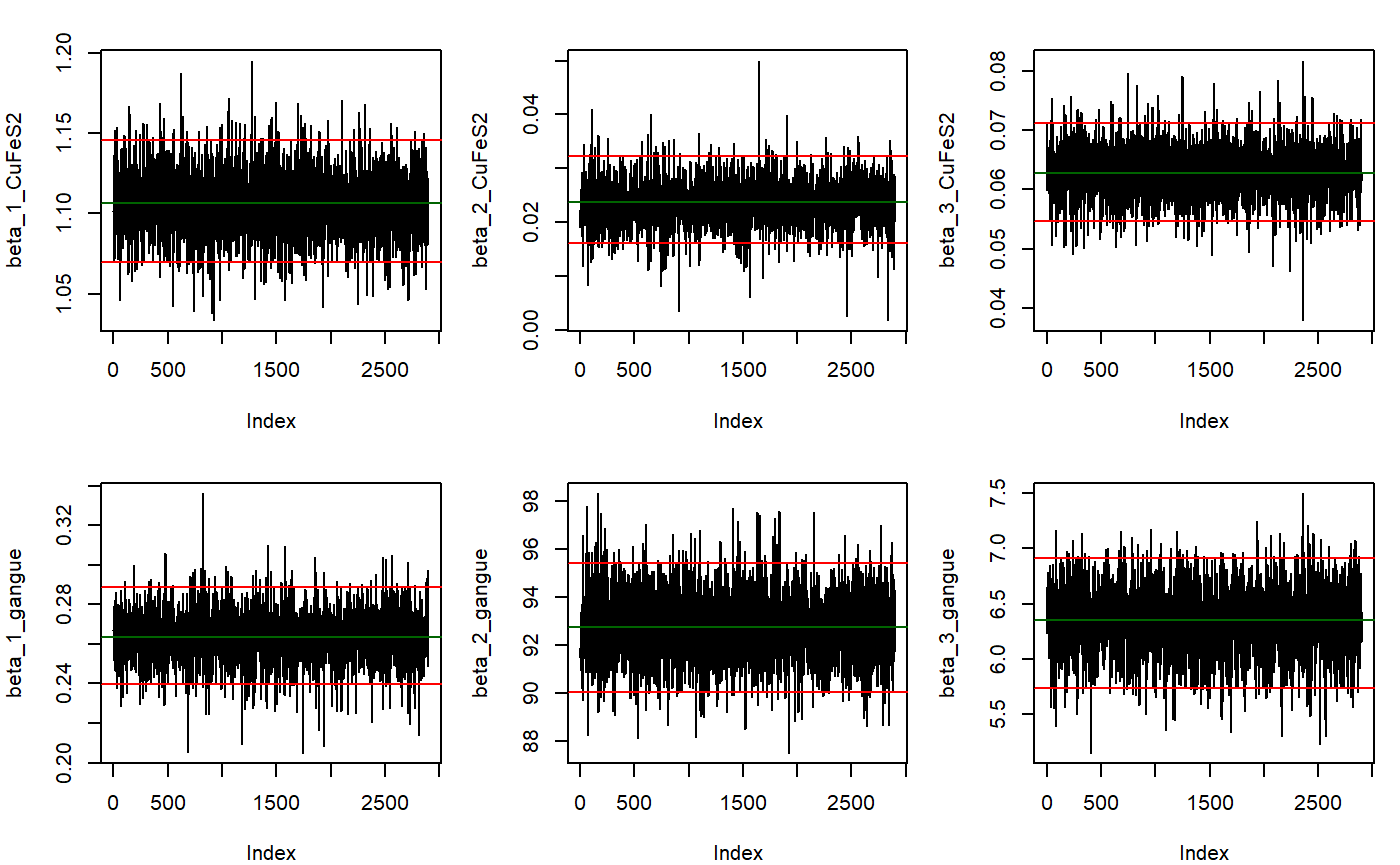 beta_1_CuFeS2
1.05 1.10 1.15 1.20
0 500 1500 2500
Index
beta_2_CuFeS2
0.00 0.02 0.04
0 500 1500 2500
Index
beta_3_CuFeS2
0.04 0.05 0.06 0.07 0.08
0 500 1500 2500
Index
beta_1_gangue
0.20 0.24 0.28 0.32
0 500 1500 2500
Index
beta_2_gangue
88 90 92 94 96 98
0 500 1500 2500
Index
beta_3_gangue
5.5 6.0 6.5 7.0 7.5
0 500 1500 2500
Index